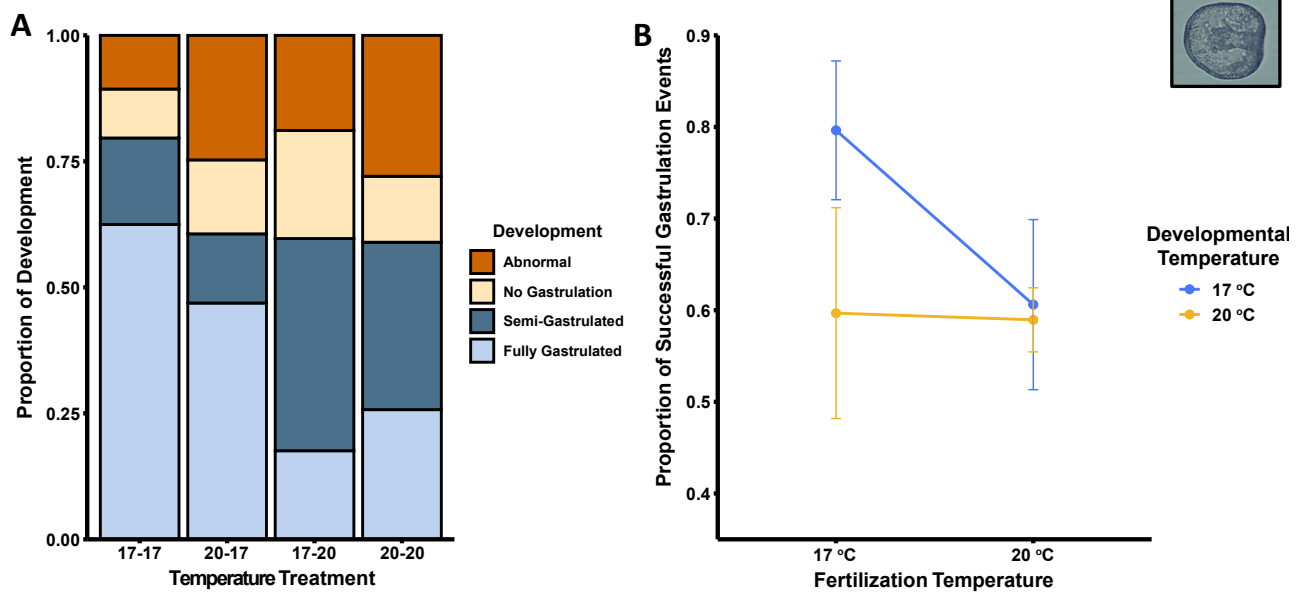 A
Proportion of Development
1.00
0.75
0.50
0.25
0.00
17-17 20-17 17-20 20-20
Temperature Treatment
Development
Abnormal
No Gastrulation
Semi-Gastrulated
Fully Gastrulated
B
Proportion of Successful Gastrulation Events
0.9
0.8
0.7
0.6
0.5
0.4
17 °C 20 °C
Fertilization Temperature
Developmental
Temperature
17 °C
20 °C